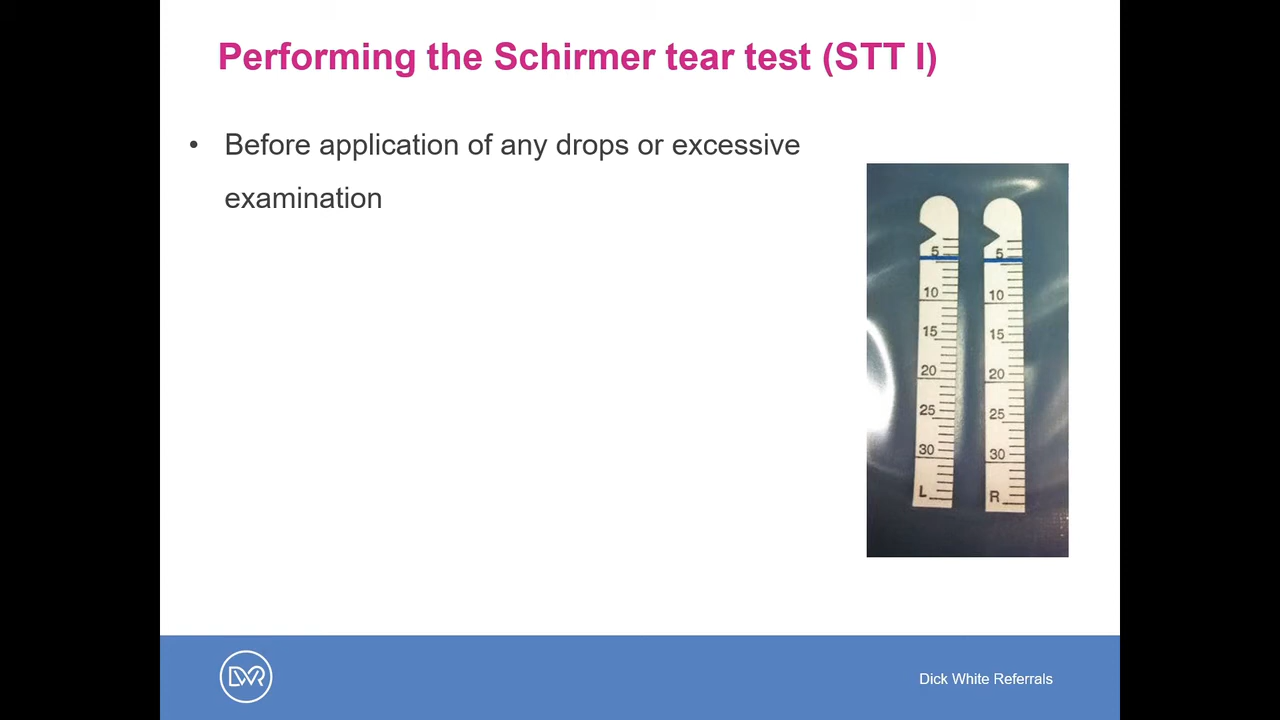 Performing the Schirmer tear test (STT I)
• Before application of any drops or excessive
examination
5
10
15
20
25
30
L
5
10
15
20
25
30
R
DWR
Dick White Referrals